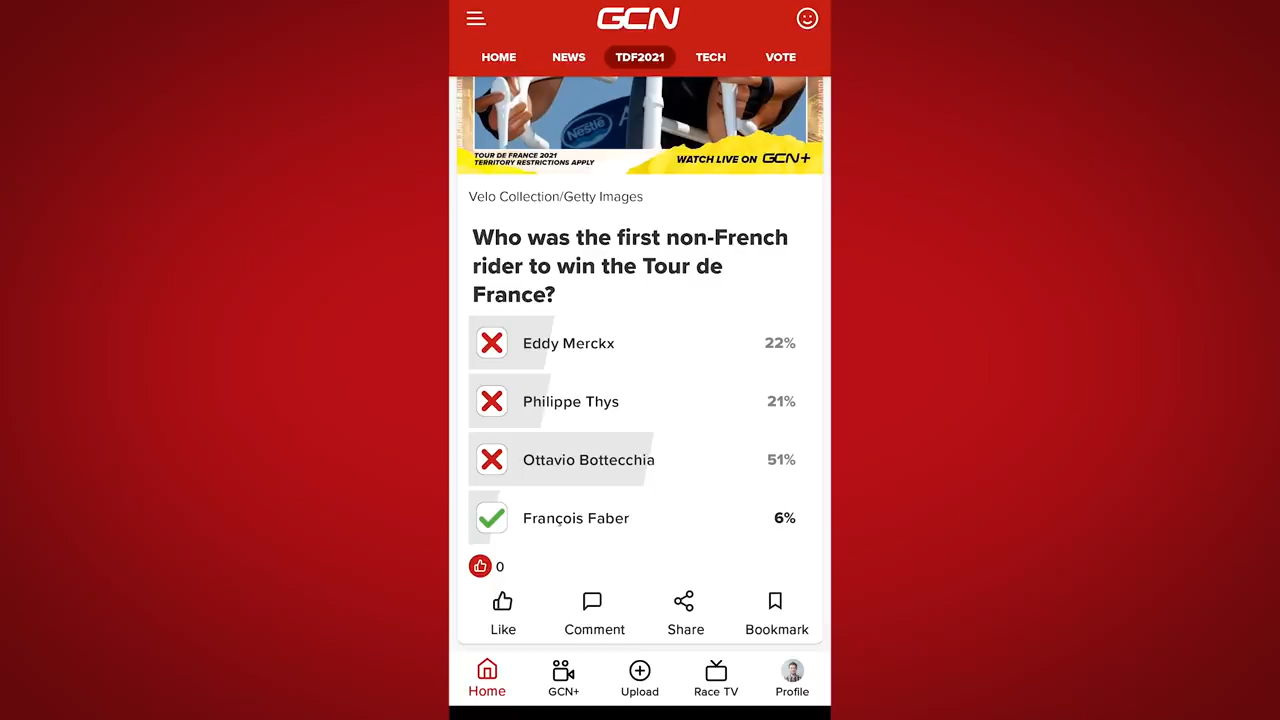 GCN
HOME NEWS TDF2021 TECH VOTE
Nestlé A
TOUR DE FRANCE 2021
TERRITORY RESTRICTIONS APPLY
WATCH LIVE ON GCN+
Velo Collection/Getty Images
Who was the first non-French
rider to win the Tour de
France?
Eddy Merckx 22%
Philippe Thys 21%
Ottavio Bottecchia 51%
François Faber 6%
0
Like Comment Share Bookmark
Home GCN+ Upload Race TV Profile